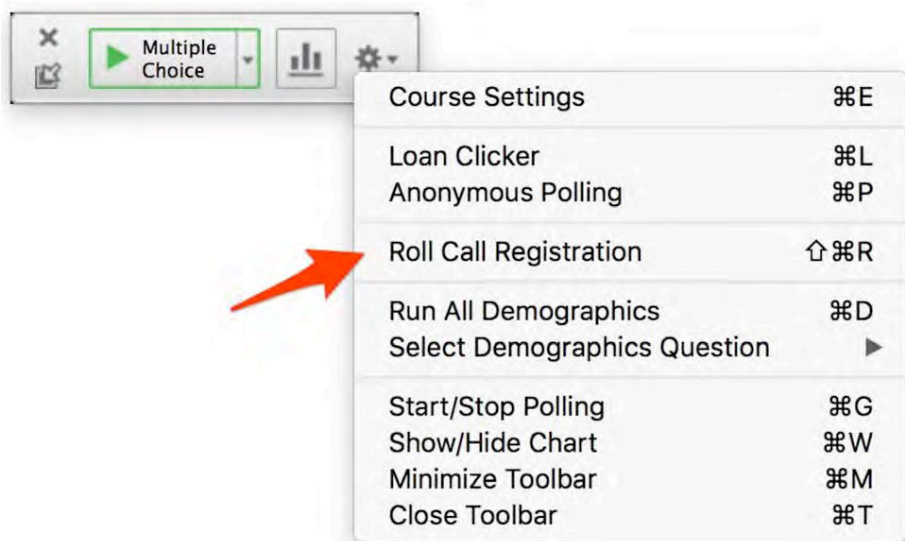 Multiple
Choice
Course Settings ⌘E
Loan Clicker ⌘L
Anonymous Polling ⌘P
Roll Call Registration ⇧⌘R
Run All Demographics ⌘D
Select Demographics Question
Start/Stop Polling ⌘G
Show/Hide Chart ⌘W
Minimize Toolbar ⌘M
Close Toolbar ⌘T